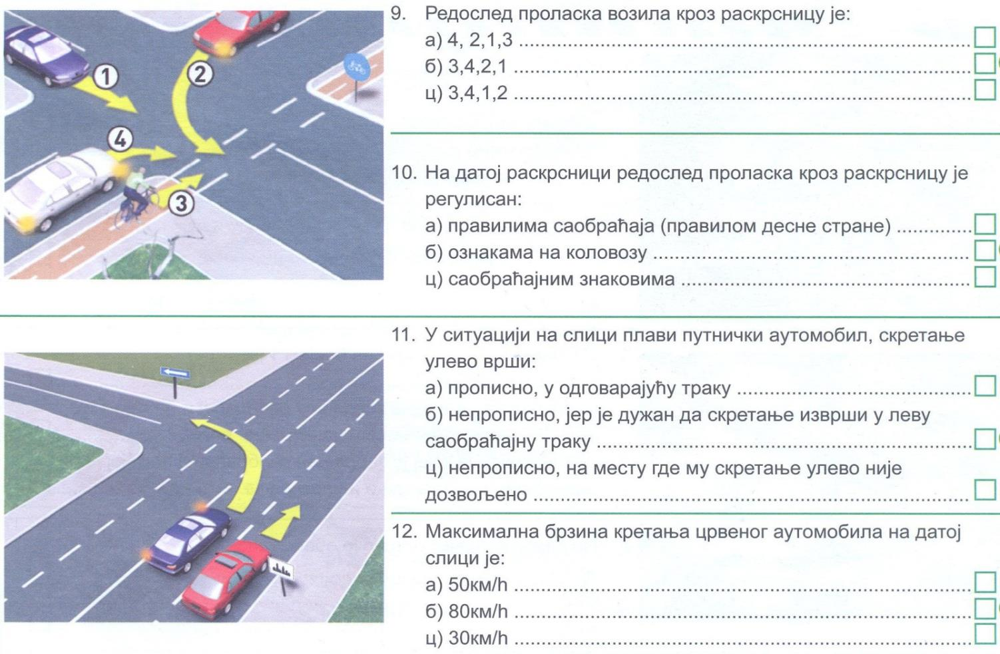 9. Редослед проласка возила кроз раскрсницу је:
а) 4, 2,1,3
б) 3,4,2,1
ц) 3,4,1,2
10. На датој раскрсници редослед проласка кроз раскрсницу је
регулисан:
а) правилима саобраћаја (правилом десне стране)
б) ознакама на коловозу
ц) саобраћајним знаковима
11. У ситуацији на слици плави путнички аутомобил, скретање
улево врши:
а) прописно, у одговарајућу траку
б) непрописно, јер је дужан да скретање изврши у леву
саобраћајну траку
ц) непрописно, на месту где му скретање улево није
дозвољено
12. Максимална брзина кретања црвеног аутомобила на датој
слици је:
а) 50км/h
б) 80км/h
ц) 30км/h
1
2
4
3